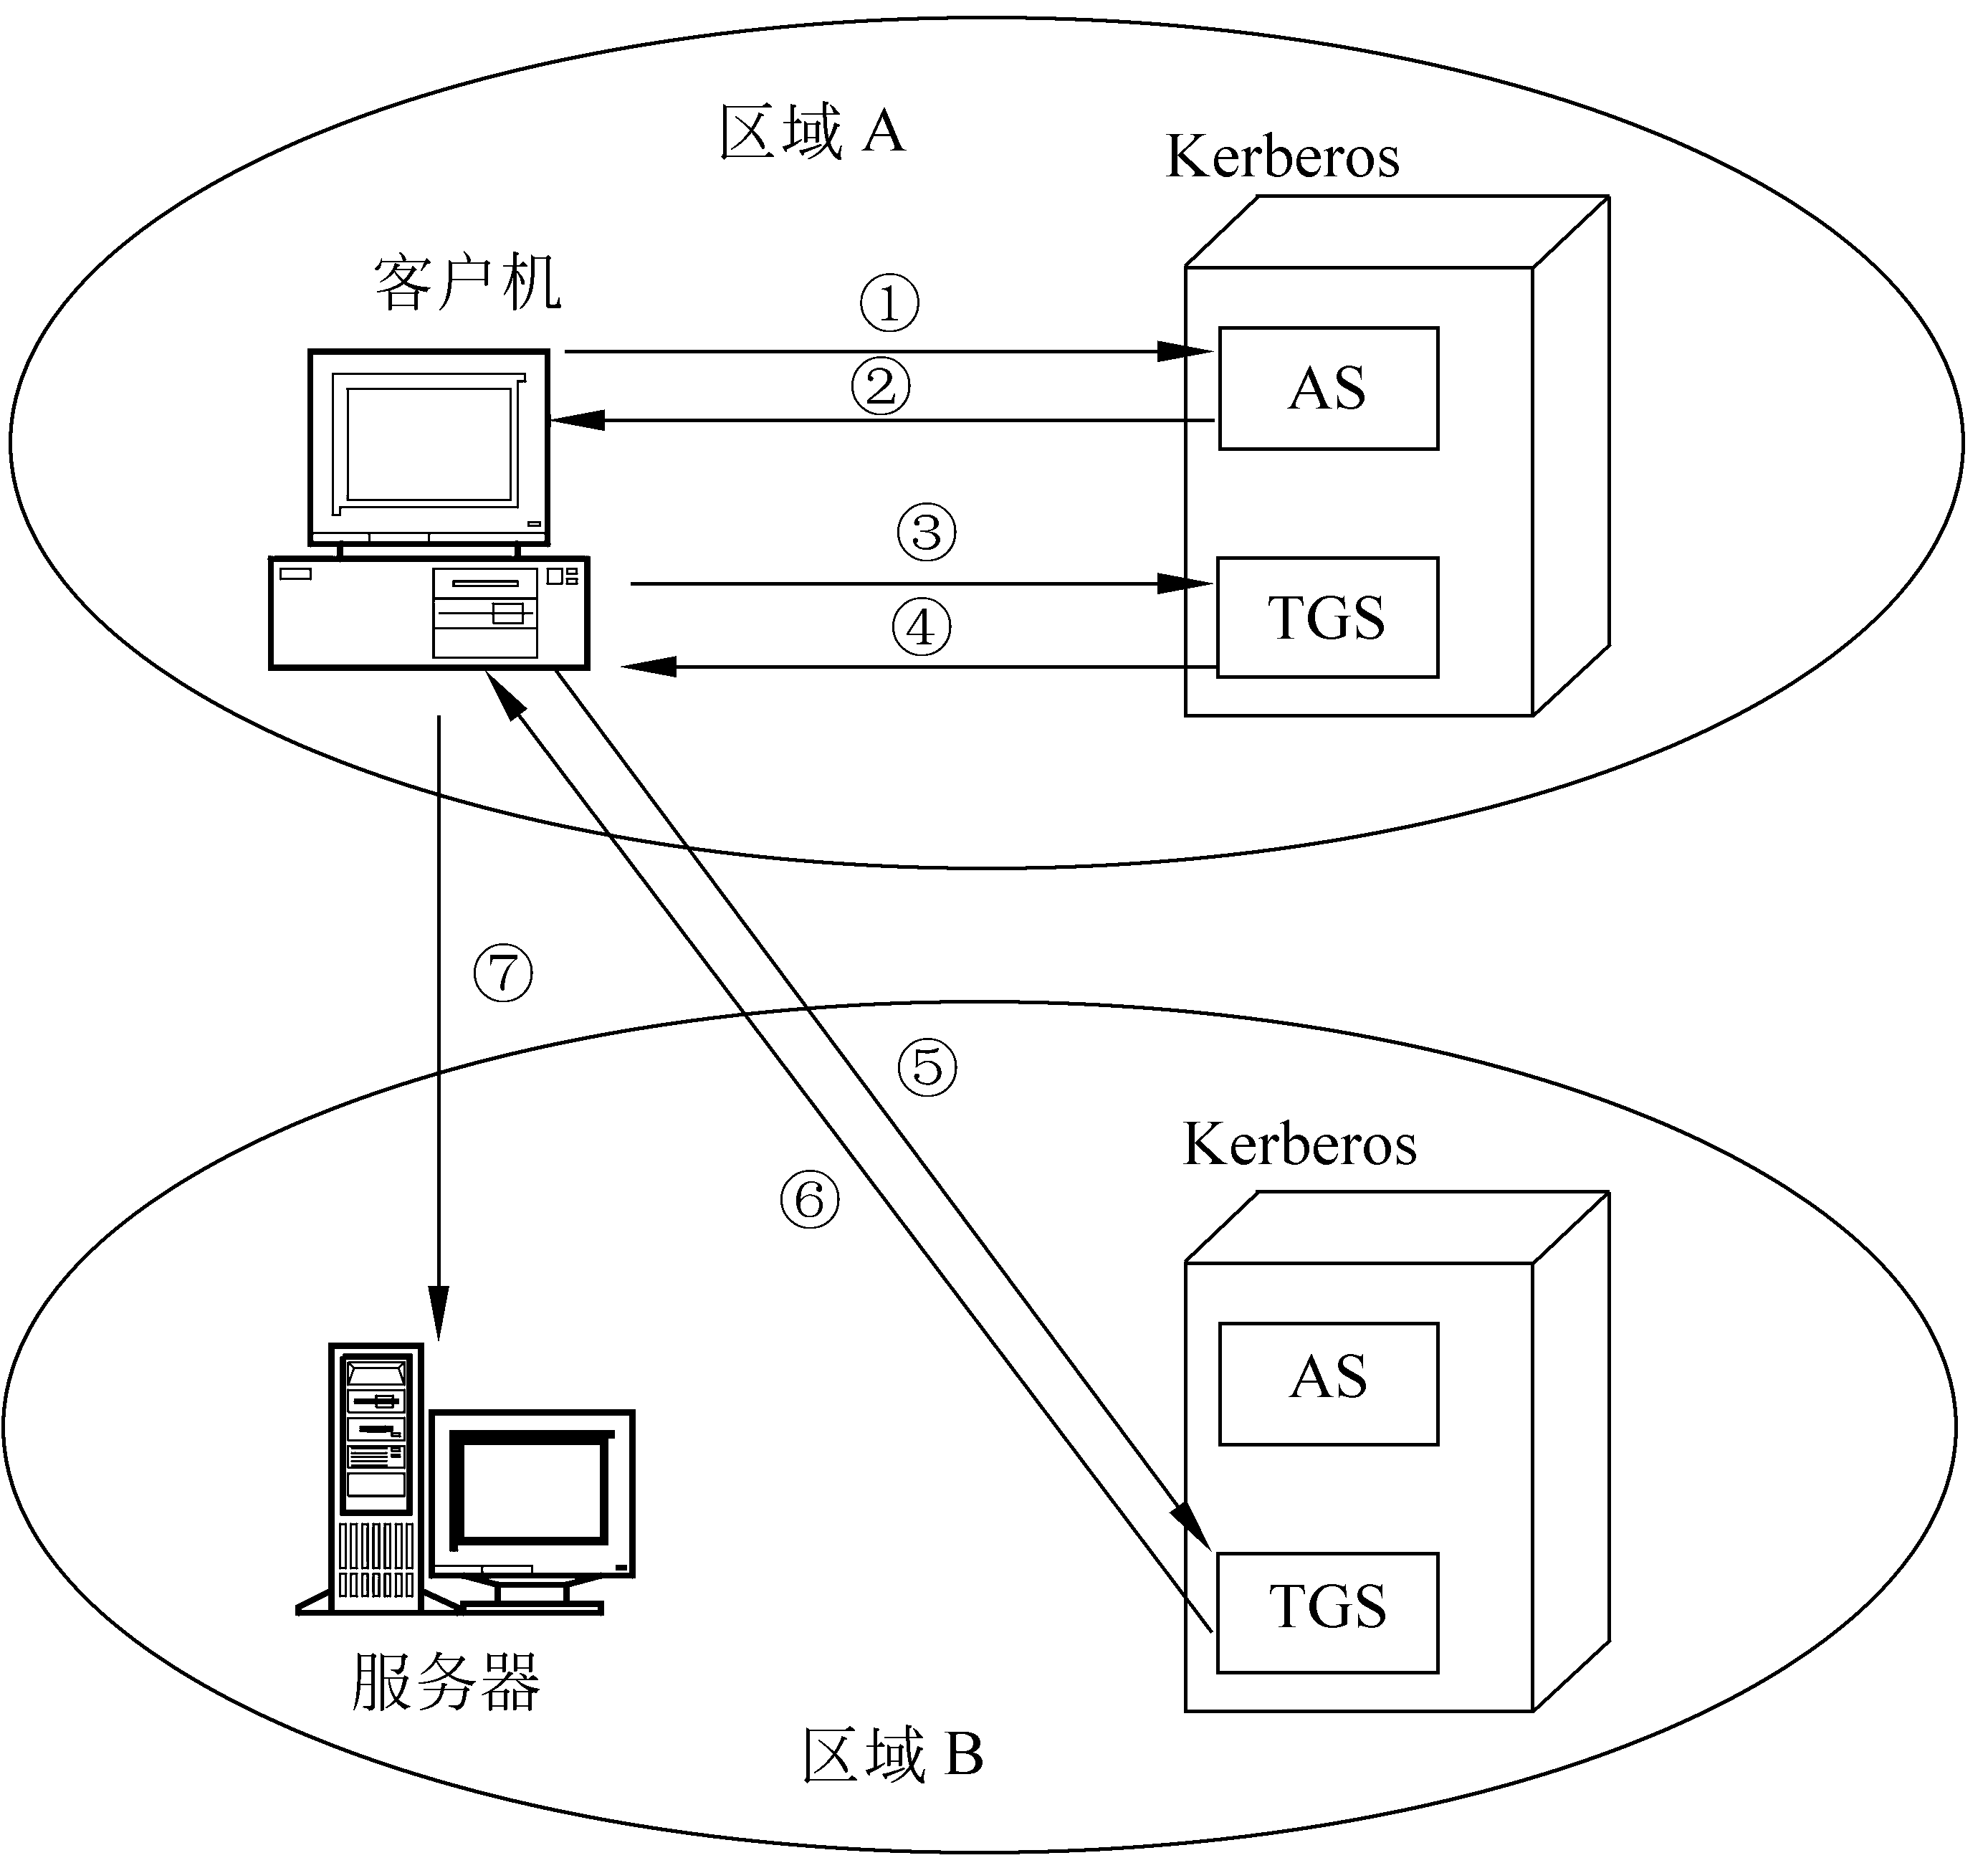 区域 A
Kerberos
客户机
①
②
AS
③
④
TGS
⑦
⑤
Kerberos
⑥
AS
TGS
服务器
区域 B